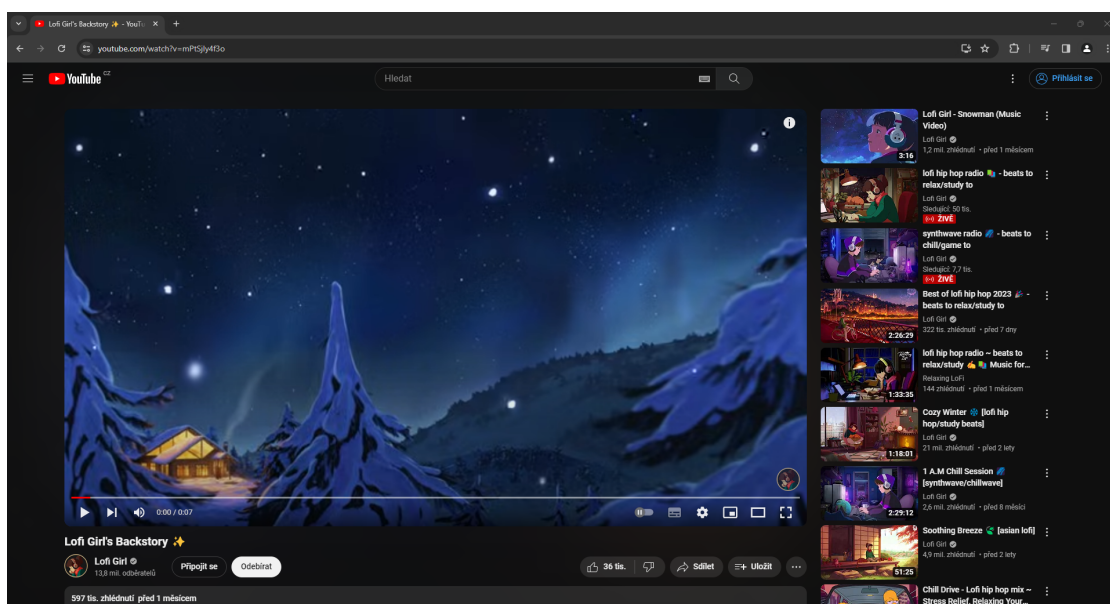 Lofi Girl's Backstory ✨ - YouTu
youtube.com/watch?v=mPtSjly4f3o
YouTube CZ
Hledat
Přihlásit se
0:00 / 0:07
Lofi Girl's Backstory ✨
Lofi Girl
13,8 mil. odběratelů
Připojit se
Odebírat
36 tis.
Sdílet
Uložit
597 tis. zhlédnutí před 1 měsícem
3:16
Lofi Girl - Snowman (Music
Video)
Lofi Girl
1,2 mil. zhlédnutí • před 1 měsícem
lofi hip hop radio 📚 - beats to
relax/study to
Lofi Girl
Sledující: 50 tis.
ŽIVĚ
synthwave radio 🌌 - beats to
chill/game to
Lofi Girl
Sledující: 7,7 tis.
ŽIVĚ
2:26:29
Best of lofi hip hop 2023 🎉 -
beats to relax/study to
Lofi Girl
322 tis. zhlédnutí • před 7 dny
1:33:35
lofi hip hop radio ~ beats to
relax/study ✍️📚 Music for...
Relaxing LoFi
144 zhlédnutí • před 1 měsícem
1:18:01
Cozy Winter ❄️ [lofi hip
hop/study beats]
Lofi Girl
21 mil. zhlédnutí • před 2 lety
2:29:12
1 A.M Chill Session 🌌
[synthwave/chillwave]
Lofi Girl
2,6 mil. zhlédnutí • před 8 měsíci
51:25
Soothing Breeze 🍃 [asian lofi]
Lofi Girl
4,9 mil. zhlédnutí • před 2 lety
Chill Drive - Lofi hip hop mix ~
Stress Relief, Relaxing Your...